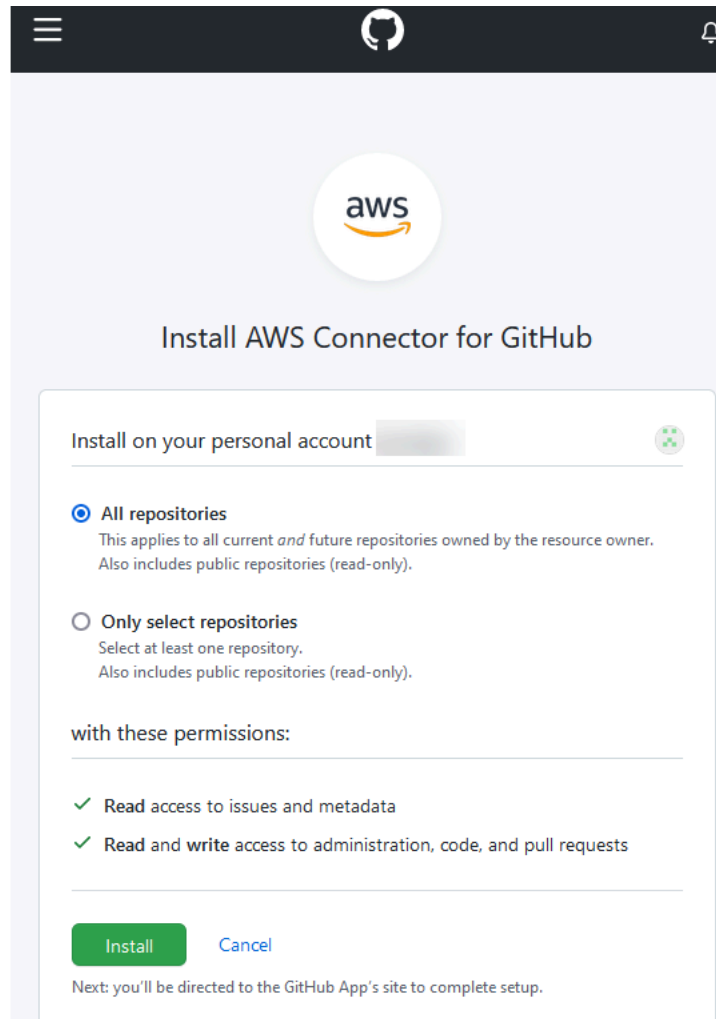 aws
Install AWS Connector for GitHub
Install on your personal account
All repositories
This applies to all current and future repositories owned by the resource owner.
Also includes public repositories (read-only).
Only select repositories
Select at least one repository.
Also includes public repositories (read-only).
with these permissions:
Read access to issues and metadata
Read and write access to administration, code, and pull requests
Install Cancel
Next: you'll be directed to the GitHub App's site to complete setup.